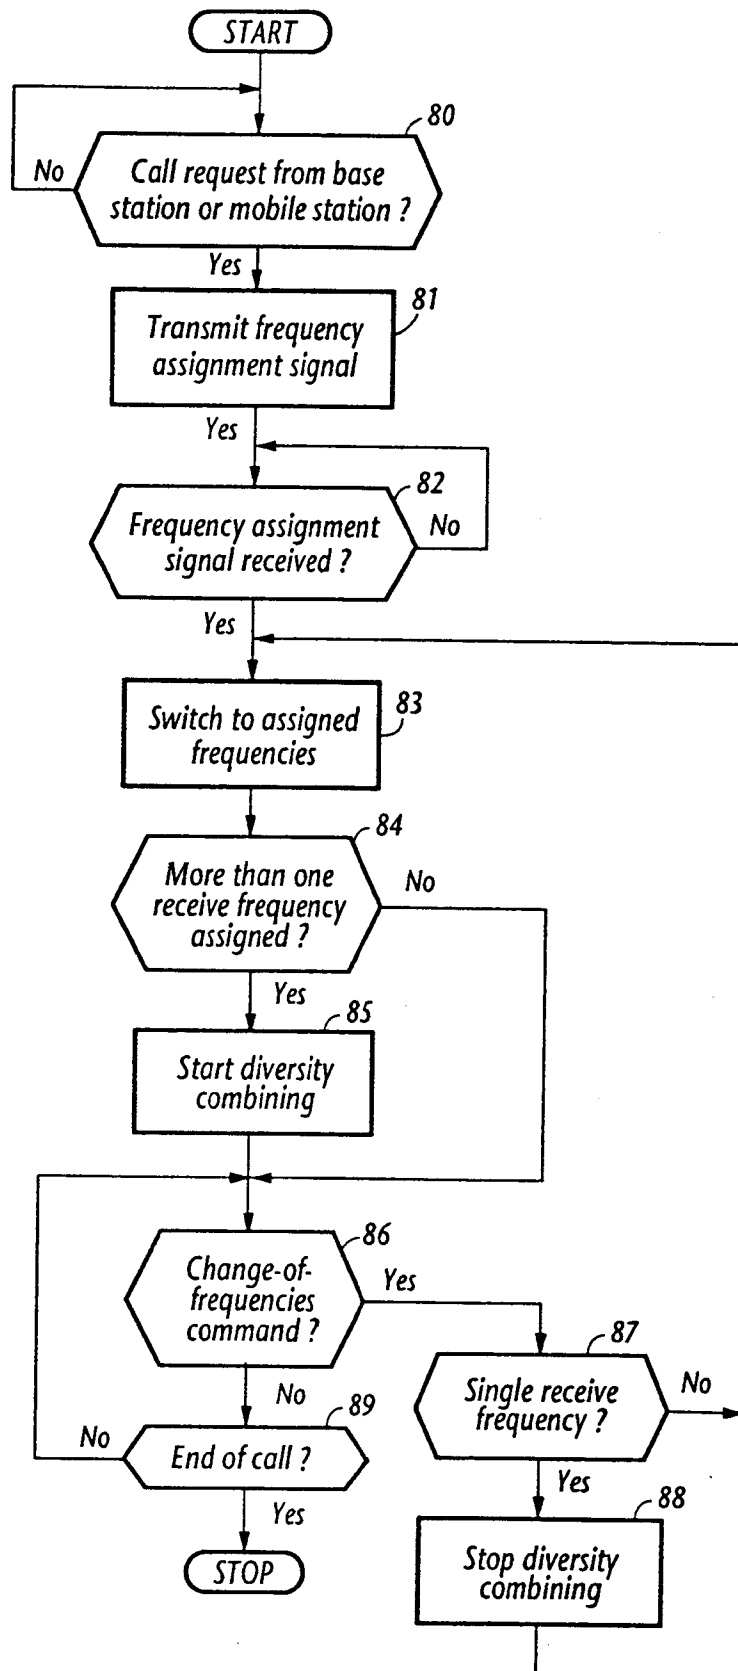 START
80
No
Call request from base
station or mobile station ?
Yes
81
Transmit frequency
assignment signal
Yes
82
Frequency assignment
signal received ?
No
Yes
83
Switch to assigned
frequencies
84
More than one
receive frequency
assigned ?
No
Yes
85
Start diversity
combining
86
Change-of-
frequencies
command ?
Yes
87
Single receive
frequency ?
No
No
89
No
End of call ?
Yes
Yes
88
STOP
Stop diversity
combining